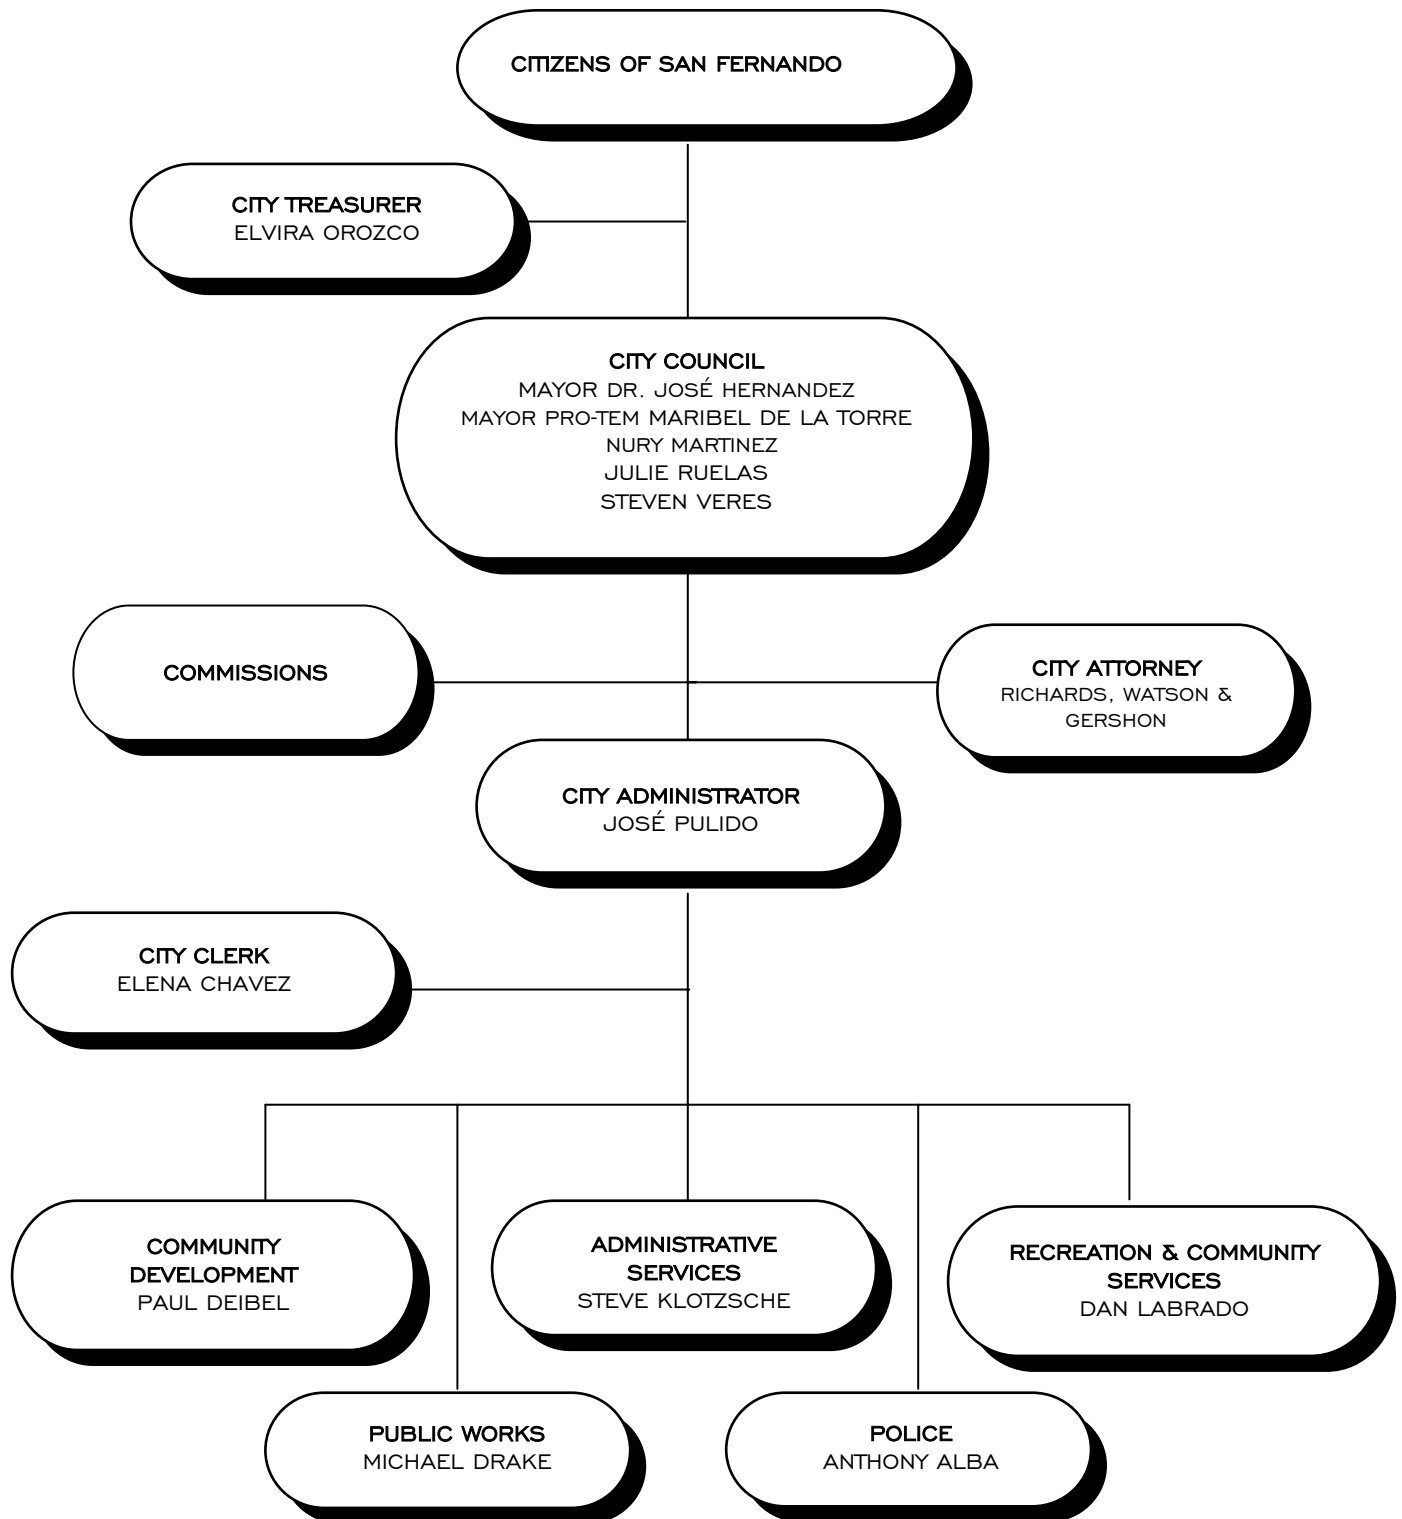 CITIZENS OF SAN FERNANDO
CITY TREASURER
ELVIRA OROZCO
CITY COUNCIL
MAYOR DR. JOSÉ HERNANDEZ
MAYOR PRO-TEM MARIBEL DE LA TORRE
NURY MARTINEZ
JULIE RUELAS
STEVEN VERES
COMMISSIONS
CITY ATTORNEY
RICHARDS, WATSON &
GERSHON
CITY ADMINISTRATOR
JOSÉ PULIDO
CITY CLERK
ELENA CHAVEZ
COMMUNITY
DEVELOPMENT
PAUL DEIBEL
ADMINISTRATIVE
SERVICES
STEVE KLOTZSCHE
RECREATION & COMMUNITY
SERVICES
DAN LABRADO
PUBLIC WORKS
MICHAEL DRAKE
POLICE
ANTHONY ALBA